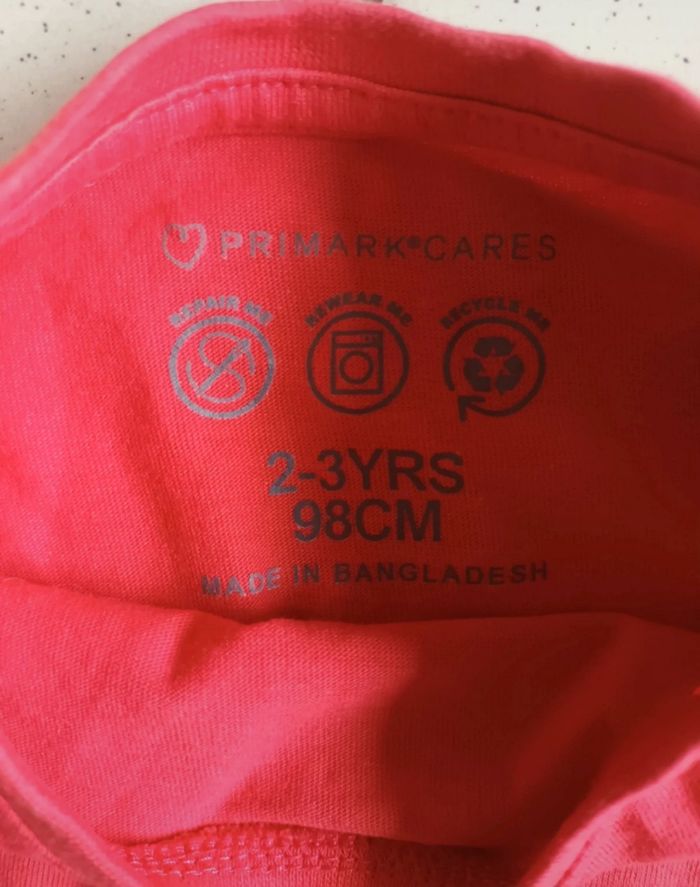 PRIMARK®CARES
REPAIR ME REWEAR ME RECYCLE ME
2-3YRS
98CM
MADE IN BANGLADESH